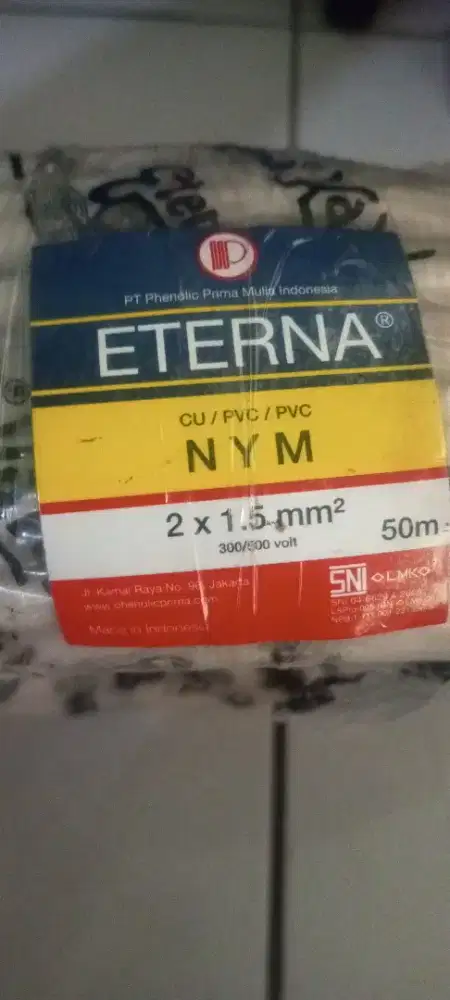 PT Phenolic Prima Mulia Indonesia
ETERNA®
CU / PVC / PVC
N Y M
2 x 1.5 mm²
50m
300/500 volt
Jl. Kamal Raya No. 96, Jakarta
www.phenolicprima.com
Made in Indonesia
SNI LMK